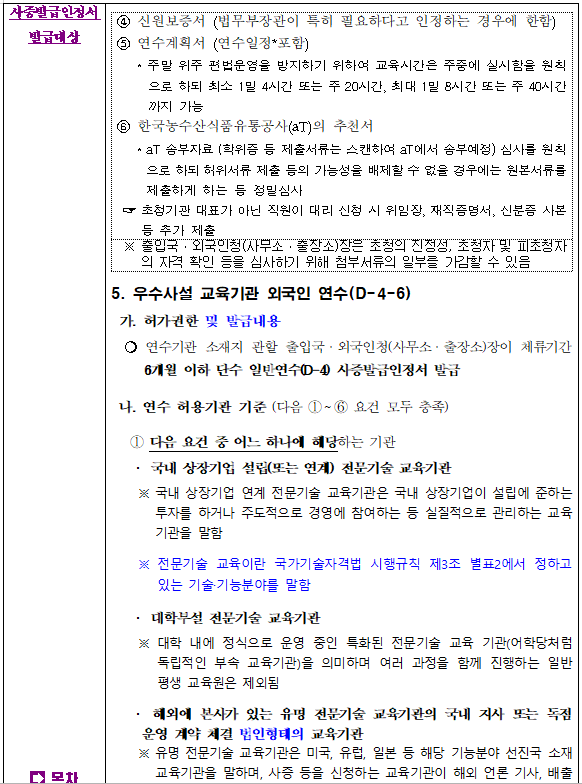 사증발급인정서
발급대상
④ 신원보증서 (법무부장관이 특히 필요하다고 인정하는 경우에 한함)
⑤ 연수계획서 (연수일정*포함)
* 주말 위주 편법운영을 방지하기 위하여 교육시간은 주중에 실시함을 원칙
으로 하되 최소 1일 4시간 또는 주 20시간, 최대 1일 8시간 또는 주 40시간
까지 가능
⑥ 한국농수산식품유통공사(aT)의 추천서
* aT 송부자료 (학위증 등 제출서류는 스캔하여 aT에서 송부예정) 심사를 원칙
으로 하되 허위서류 제출 등의 가능성을 배제할 수 없을 경우에는 원본서류를
제출하게 하는 등 정밀심사
☞ 초청기관 대표가 아닌 직원이 대리 신청 시 위임장, 재직증명서, 신분증 사본
등 추가 제출
※ 출입국·외국인청(사무소·출장소)장은 초청의 진정성, 초청자 및 피초청자
의 자격 확인 등을 심사하기 위해 첨부서류의 일부를 가감할 수 있음
5. 우수사설 교육기관 외국인 연수(D-4-6)
가. 허가권한 및 발급내용
❍ 연수기관 소재지 관할 출입국·외국인청(사무소·출장소)장이 체류기간
6개월 이하 단수 일반연수(D-4) 사증발급인정서 발급
나. 연수 허용기관 기준 (다음 ①~⑥ 요건 모두 충족)
① 다음 요건 중 어느 하나에 해당하는 기관
· 국내 상장기업 설립(또는 연계) 전문기술 교육기관
※ 국내 상장기업 연계 전문기술 교육기관은 국내 상장기업이 설립에 준하는
투자를 하거나 주도적으로 경영에 참여하는 등 실질적으로 관리하는 교육
기관을 말함
※ 전문기술 교육이란 국가기술자격법 시행규칙 제3조 별표2에서 정하고
있는 기술·기능분야를 말함
· 대학부설 전문기술 교육기관
※ 대학 내에 정식으로 운영 중인 특화된 전문기술 교육 기관(어학당처럼
독립적인 부속 교육기관)을 의미하며 여러 과정을 함께 진행하는 일반
평생 교육원은 제외됨
· 해외에 본사가 있는 유명 전문기술 교육기관의 국내 지사 또는 독점
운영 계약 체결 법인형태의 교육기관
※ 유명 전문기술 교육기관은 미국, 유럽, 일본 등 해당 기능분야 선진국 소재
교육기관을 말하며, 사증 등을 신청하는 교육기관이 해외 언론 기사, 배출
목차